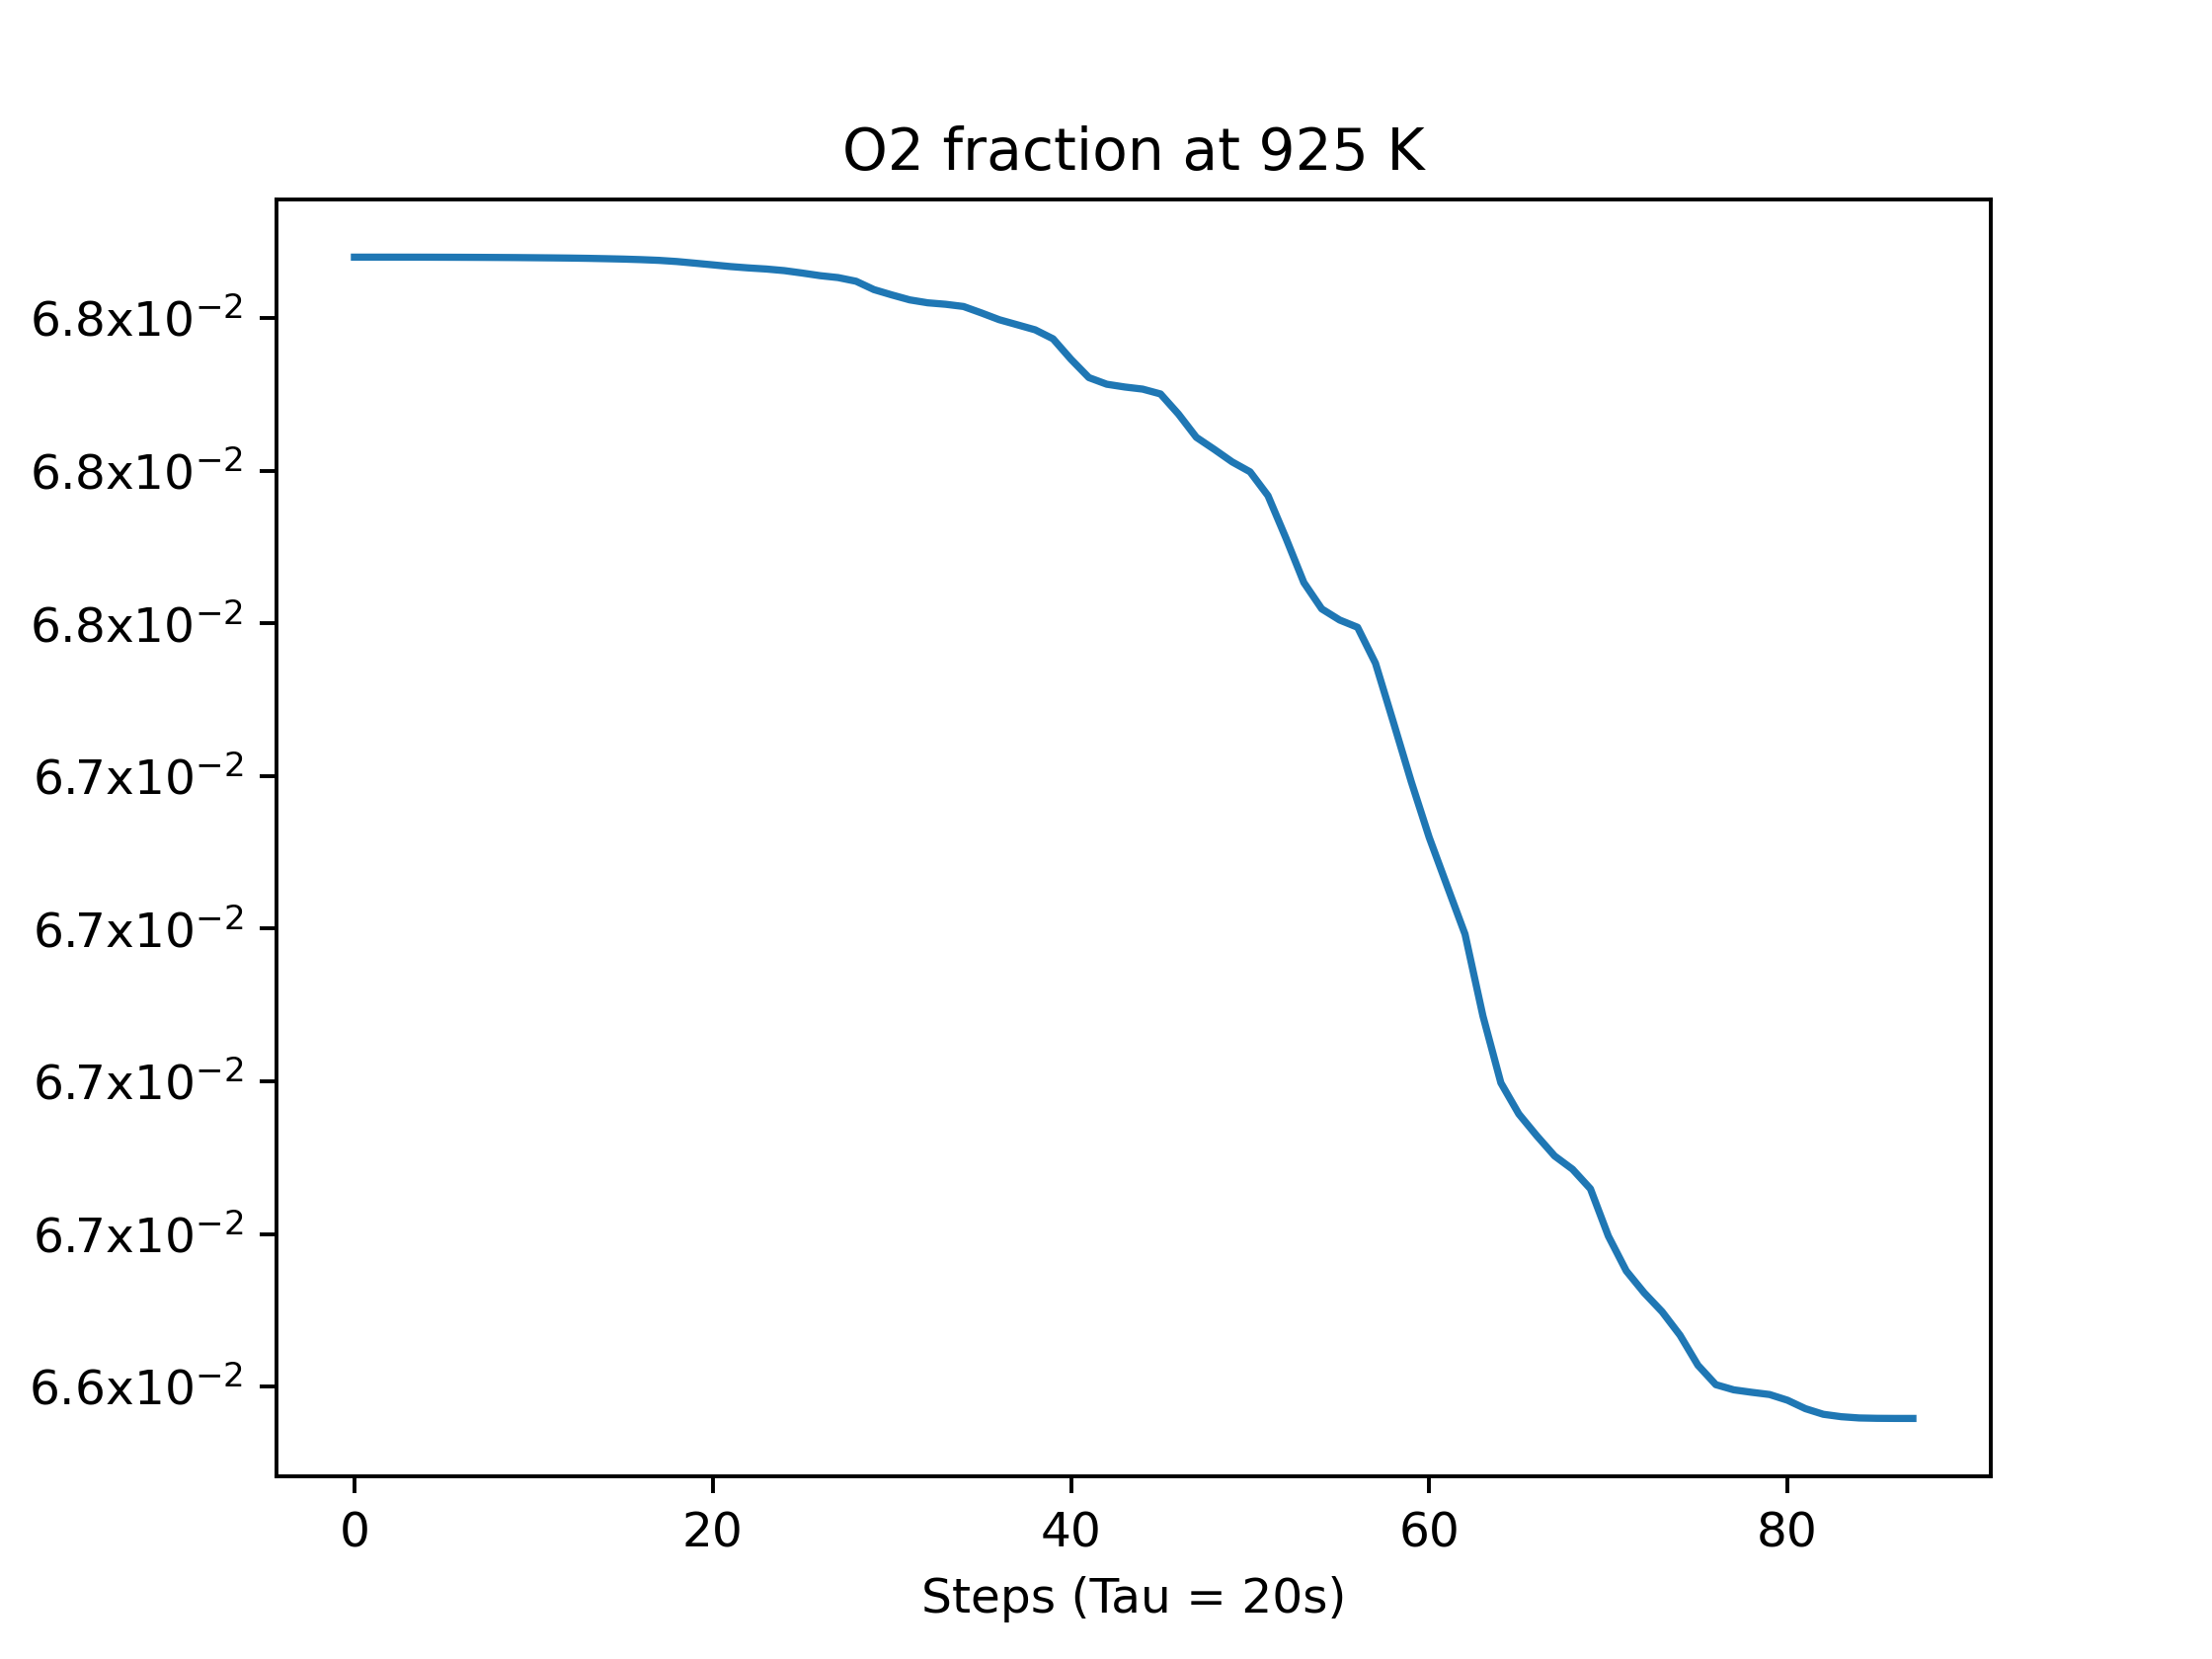 O2 fraction at 925 K
6.8x10⁻²
6.8x10⁻²
6.8x10⁻²
6.7x10⁻²
6.7x10⁻²
6.7x10⁻²
6.7x10⁻²
6.6x10⁻²
0 20 40 60 80
Steps (Tau = 20s)